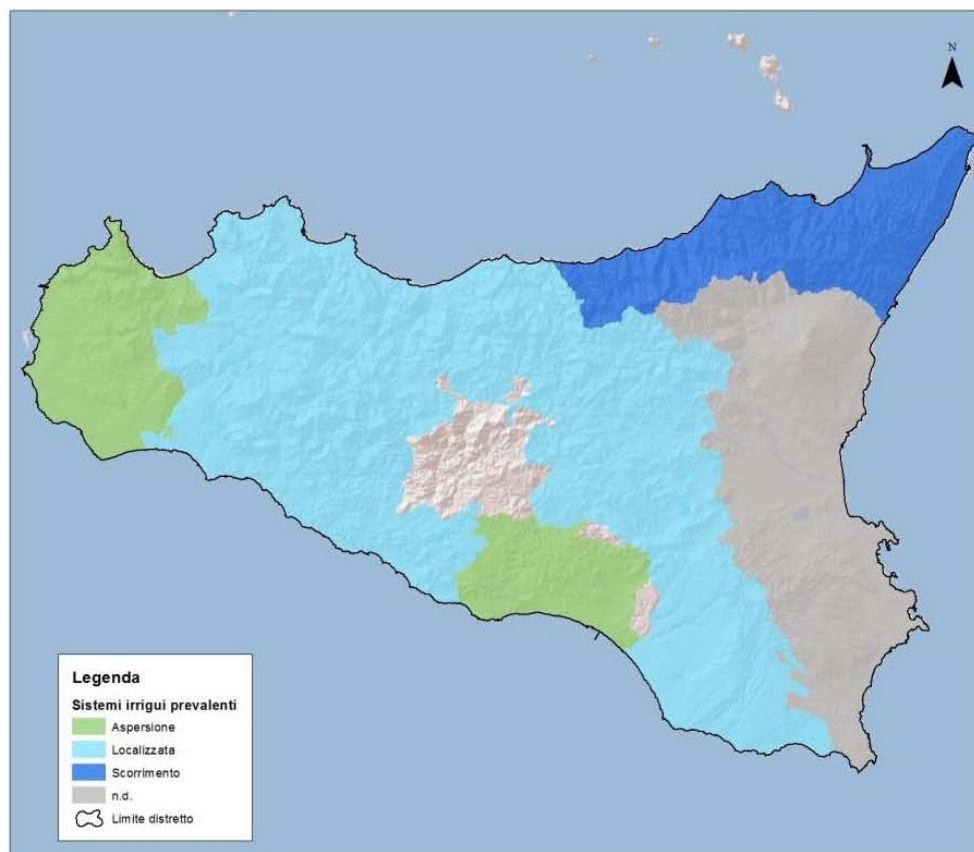 N
Legenda
Sistemi irrigui prevalenti
Aspersione
Localizzata
Scorrimento
n.d.
Limite distretto